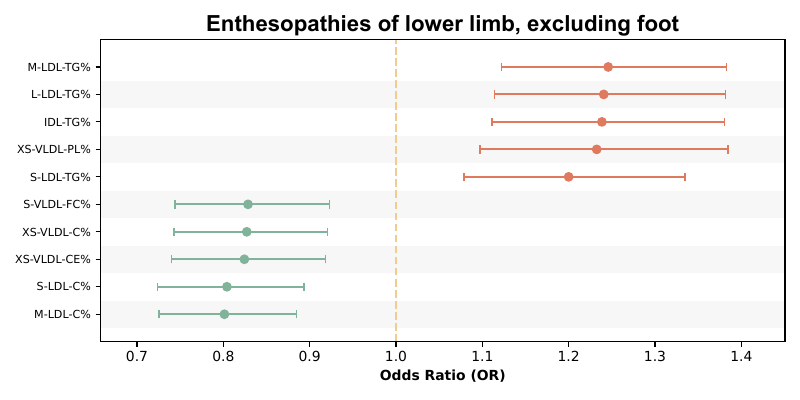 Enthesopathies of lower limb, excluding foot
M-LDL-TG%
L-LDL-TG%
IDL-TG%
XS-VLDL-PL%
S-LDL-TG%
S-VLDL-FC%
XS-VLDL-C%
XS-VLDL-CE%
S-LDL-C%
M-LDL-C%
0.7 0.8 0.9 1.0 1.1 1.2 1.3 1.4
Odds Ratio (OR)